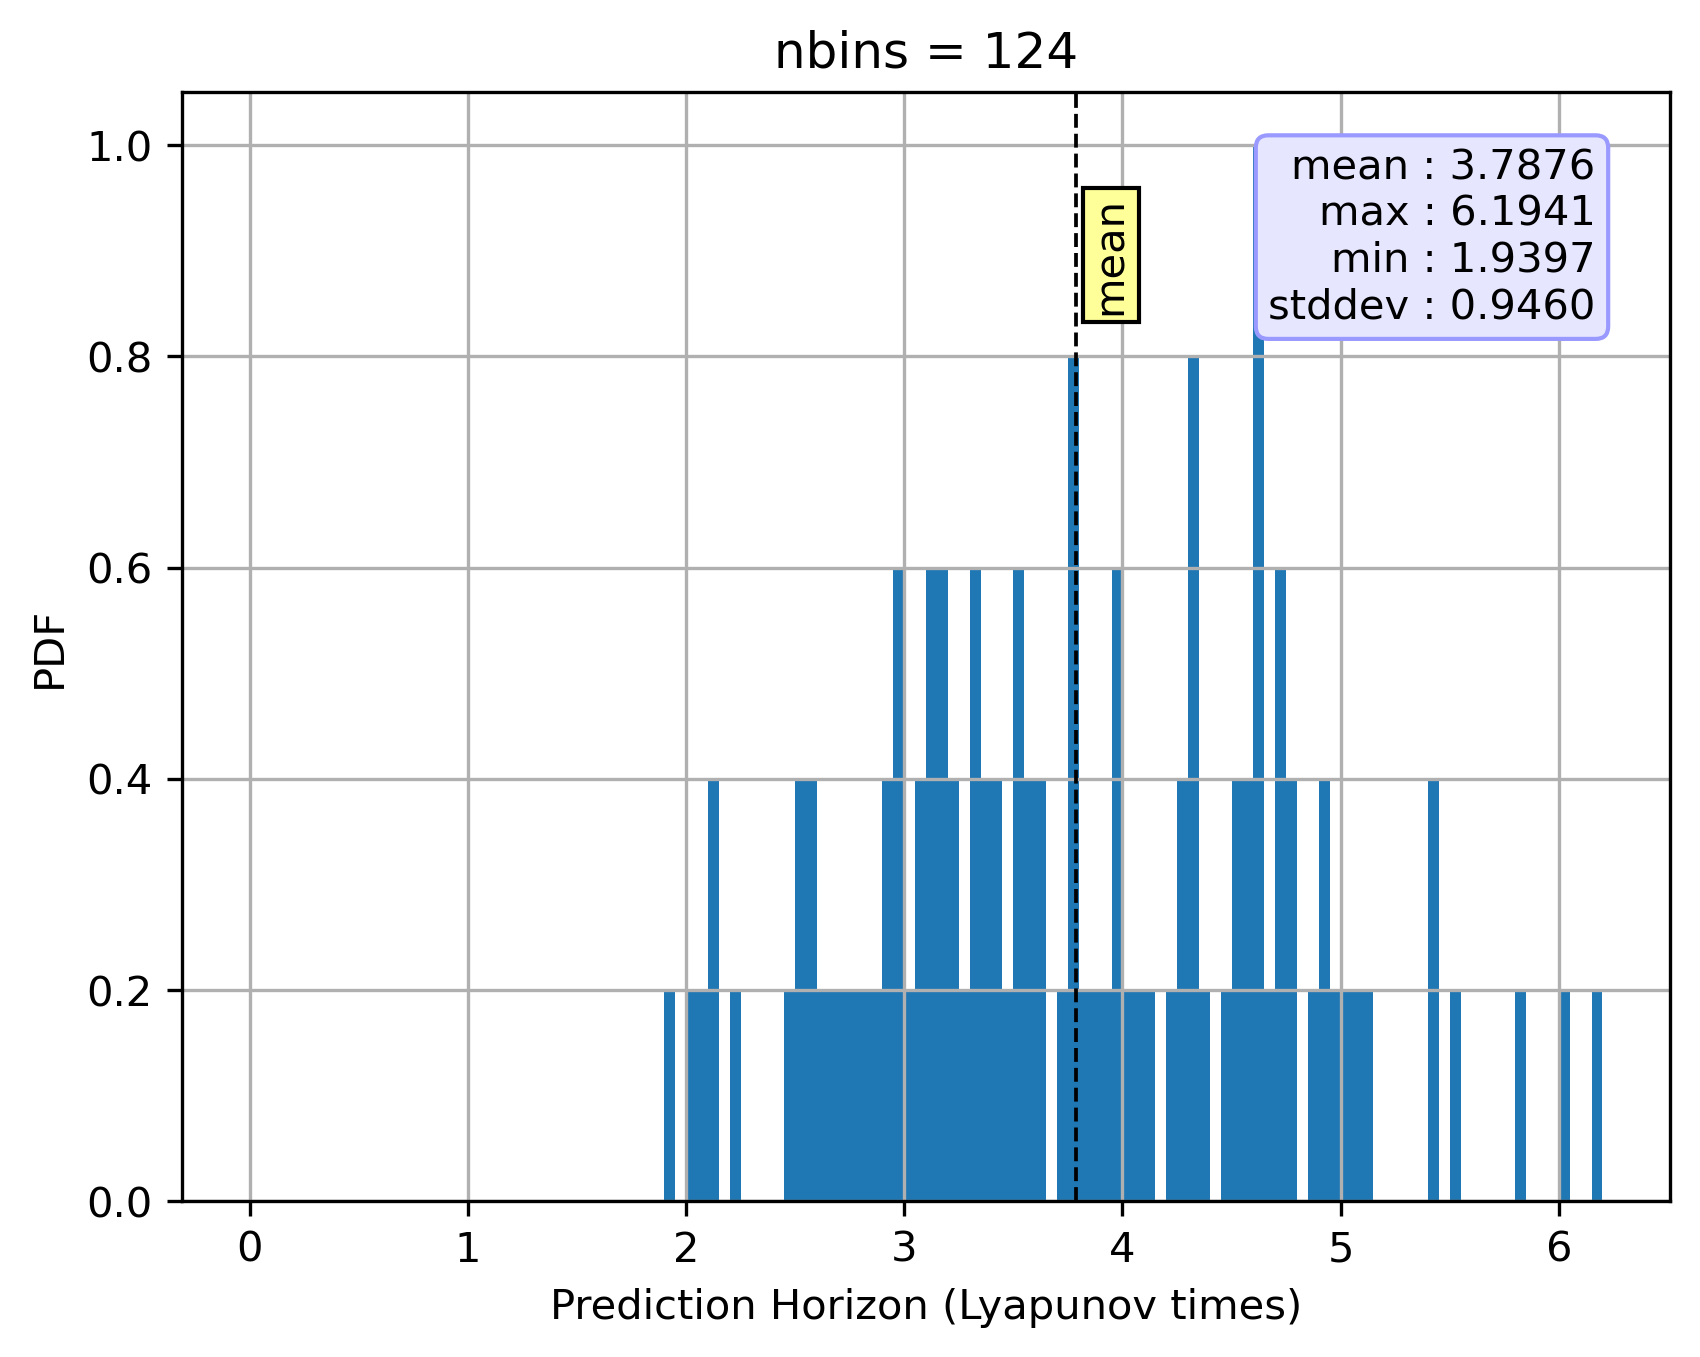 nbins = 124
1.0
0.8
0.6
0.4
0.2
0.0
PDF
mean
mean : 3.7876
max : 6.1941
min : 1.9397
stddev : 0.9460
0 1 2 3 4 5 6
Prediction Horizon (Lyapunov times)